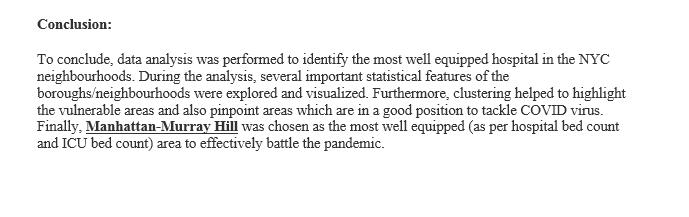 Conclusion:
To conclude, data analysis was performed to identify the most well equipped hospital in the NYC
neighbourhoods. During the analysis, several important statistical features of the
boroughs/neighbourhoods were explored and visualized. Furthermore, clustering helped to highlight
the vulnerable areas and also pinpoint areas which are in a good position to tackle COVID virus.
Finally, Manhattan-Murray Hill was chosen as the most well equipped (as per hospital bed count
and ICU bed count) area to effectively battle the pandemic.